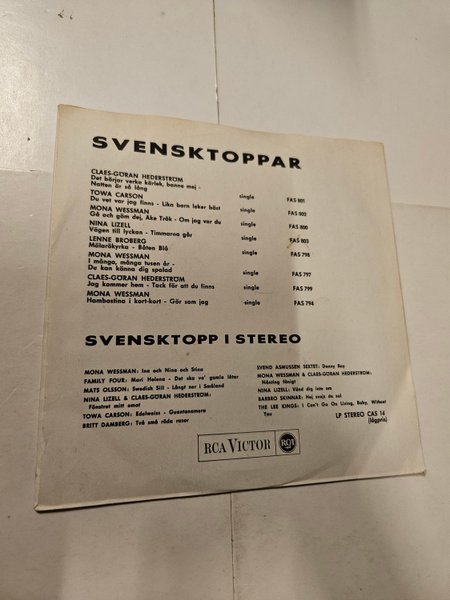 SVENSKTOPPAR
CLAES-GÖRAN HEDERSTRÖM
Det börjar verka kärlek, banne mej -
Natten är så lång single FAS 801
TOWA CARSON
Du vet var jag finns - Lika barn leker bäst single FAS 802
MONA WESSMAN
Gå och göm dej, Åke Tråk - Om jag var du single FAS 800
NINA LIZELL
Vägen till lyckan - Timmarna går single FAS 803
LENNE BROBERG
Mälarökyrka - Båten Blå single FAS 798
MONA WESSMAN
I många, många tusen år -
Du kan känna dig spolad single FAS 797
CLAES-GÖRAN HEDERSTRÖM
Jag kommer hem - Tack för att du finns single FAS 799
MONA WESSMAN
Hambostinta i kort-kort - Gör som jag single FAS 794
SVENSKTOPP I STEREO
MONA WESSMAN: Ina och Nina och Stina
FAMILY FOUR: Mari Helena - Det ska va' gamla låtar
MATS OLSSON: Swedish Sill - Långt ner i Småland
NINA LIZELL & CLAES-GÖRAN HEDERSTRÖM:
Fönstret mitt emot
TOWA CARSON: Edelweiss - Guantanamera
BRITT DAMBERG: Två små röda rosor
SVEND ASMUSSEN SEXTET: Danny Boy
MONA WESSMAN & CLAES-GÖRAN HEDERSTRÖM:
Nånting fånigt
NINA LIZELL: Vänd dig inte om
BARBRO SKINNAR: Hej svejs du sol
THE LEE KINGS: I Can't Go On Living, Baby, Without
You
LP STEREO CAS 14
(lågpris)
RCA VICTOR RCA